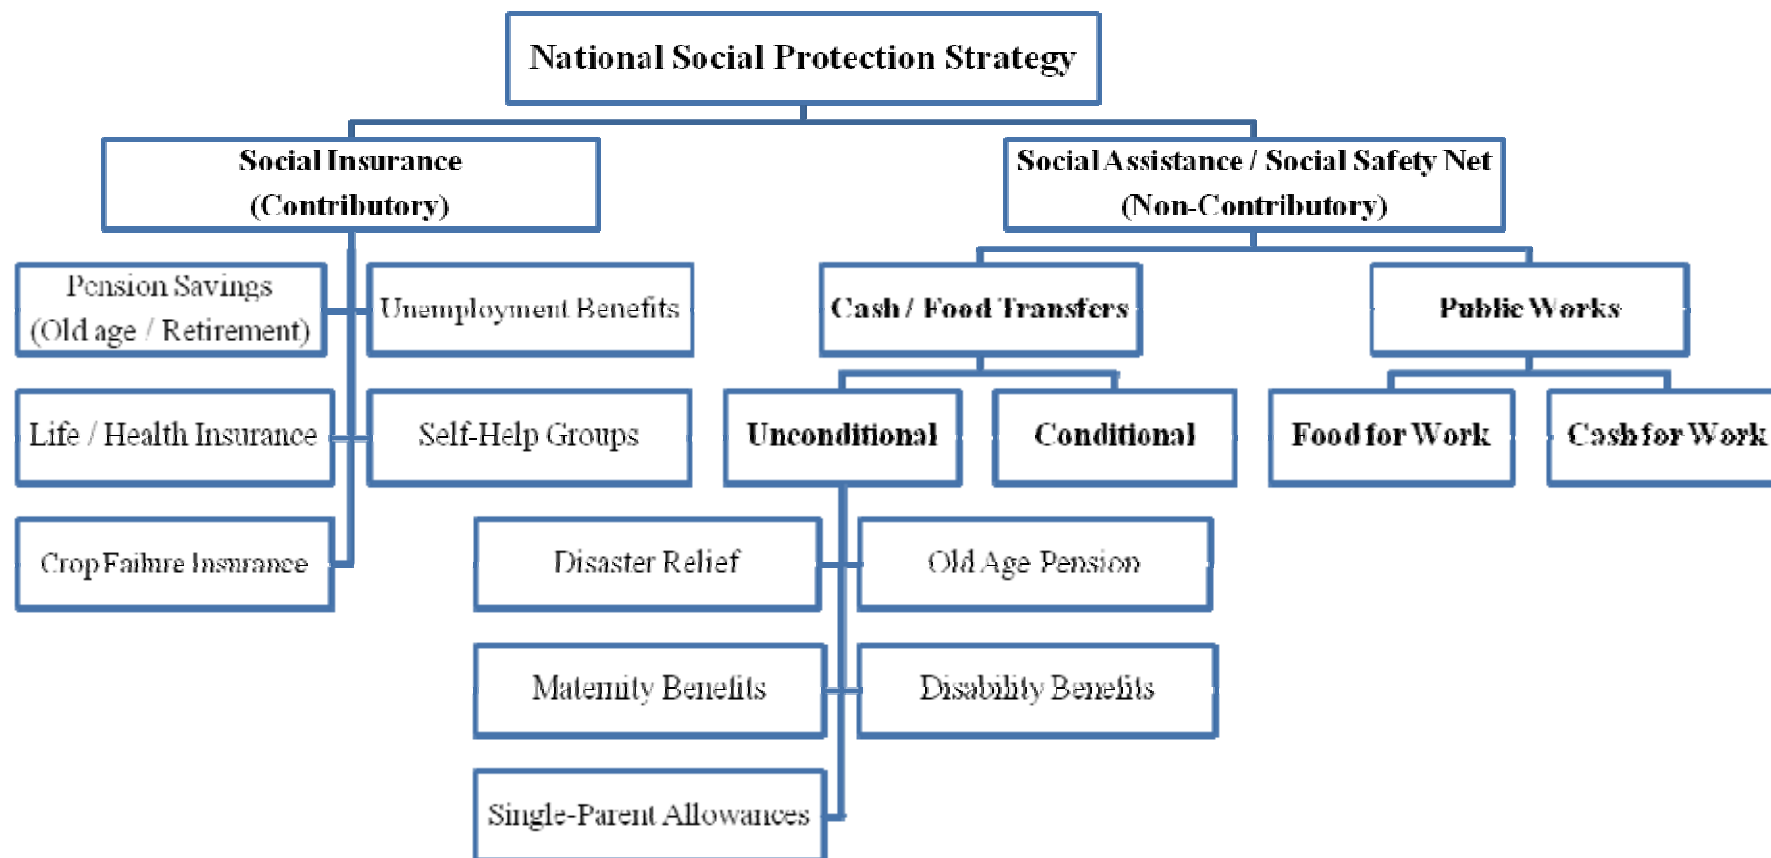 National Social Protection Strategy
Social Insurance
(Contributory)
Social Assistance / Social Safety Net
(Non-Contributory)
Pension Savings
(Old age / Retirement)
Unemployment Benefits
Cash / Food Transfers
Public Works
Life / Health Insurance
Self-Help Groups
Unconditional
Conditional
Food for Work
Cash for Work
Crop Failure Insurance
Disaster Relief
Old Age Pension
Maternity Benefits
Disability Benefits
Single-Parent Allowances